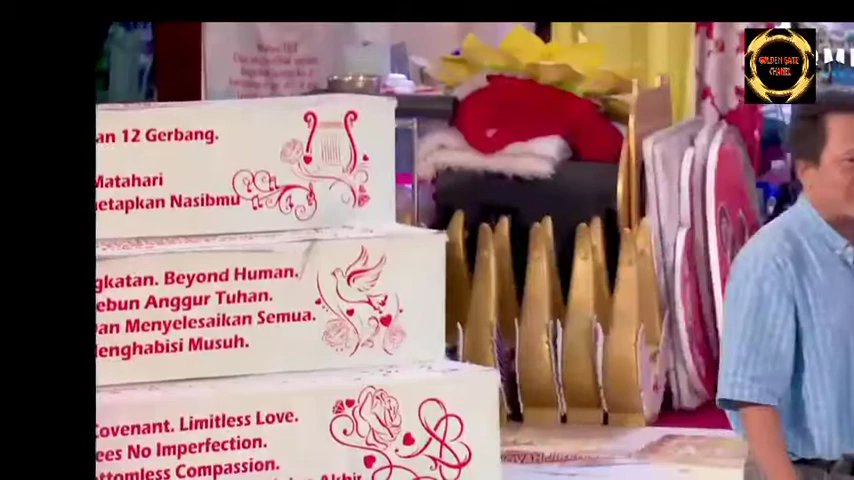 GOLDEN GATE
CHANEL
an 12 Gerbang.
MATAHARI
etapkan Nasibmu
gkatan. Beyond Human.
ebun Anggur TUHAN.
an Menyelesaikan Semua.
enghabisi Musuh.
Covenant. Limitless Love.
ees No Imperfection.
ottomless Compassion.